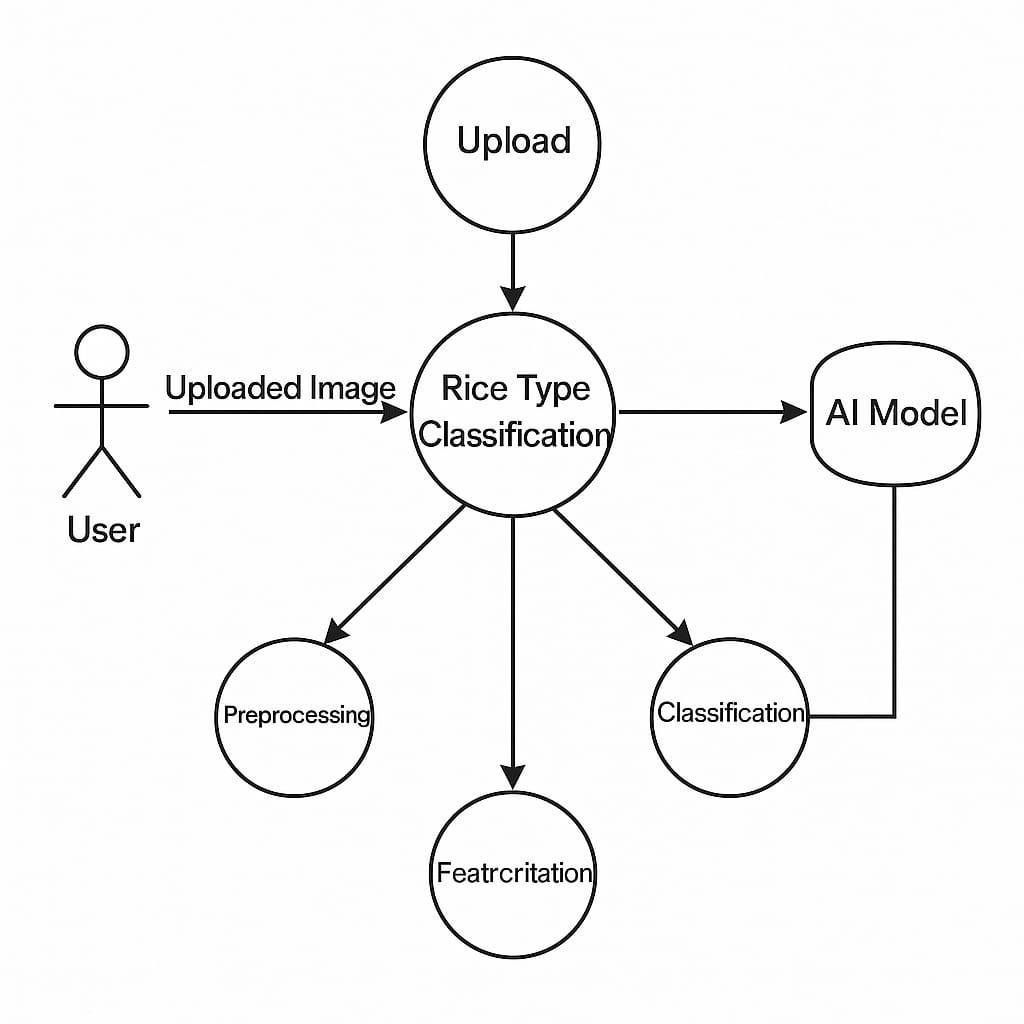 Upload
Uploaded Image
Rice Type
Classification
AI Model
User
Preprocessing
Classification
Featrcritation